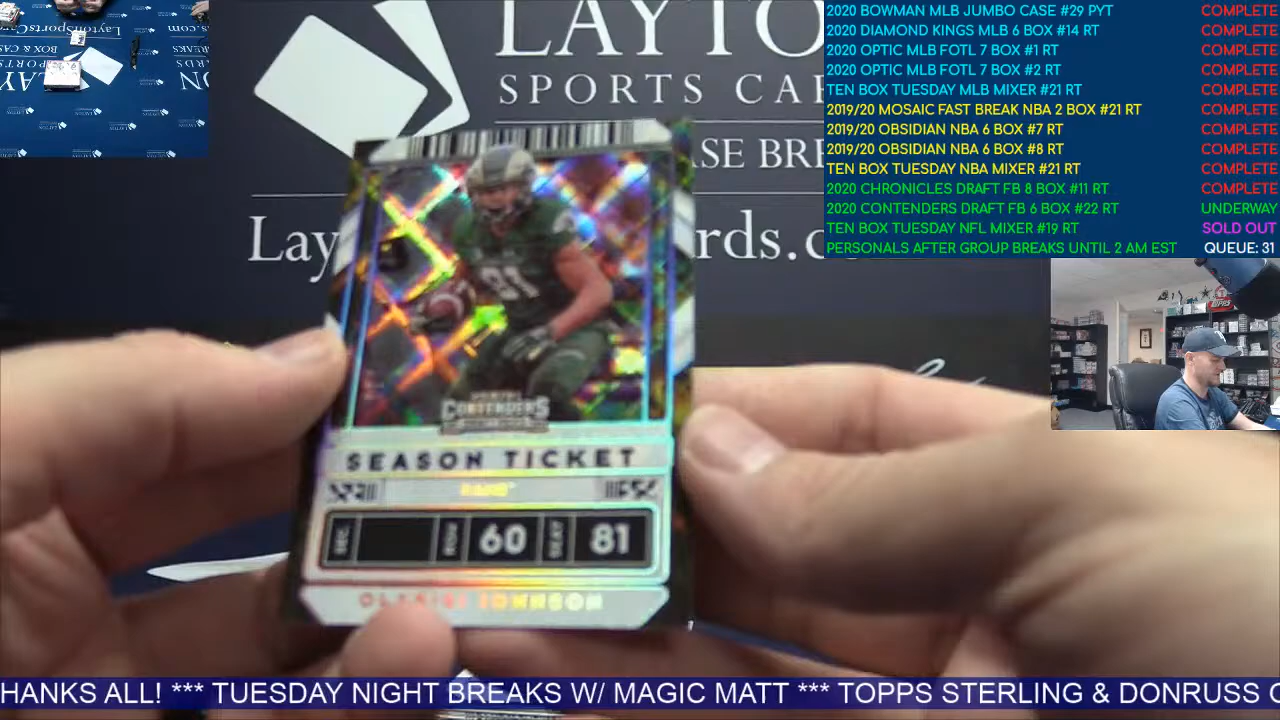 LAYTO
SPORTS CA
ASE BRE
Lay
rds.c
2020 BOWMAN MLB JUMBO CASE #29 PYT COMPLETE
2020 DIAMOND KINGS MLB 6 BOX #14 RT COMPLETE
2020 OPTIC MLB FOTL 7 BOX #1 RT COMPLETE
2020 OPTIC MLB FOTL 7 BOX #2 RT COMPLETE
TEN BOX TUESDAY MLB MIXER #21 RT COMPLETE
2019/20 MOSAIC FAST BREAK NBA 2 BOX #21 RT COMPLETE
2019/20 OBSIDIAN NBA 6 BOX #7 RT COMPLETE
2019/20 OBSIDIAN NBA 6 BOX #8 RT COMPLETE
TEN BOX TUESDAY NBA MIXER #21 RT COMPLETE
2020 CHRONICLES DRAFT FB 8 BOX #11 RT COMPLETE
2020 CONTENDERS DRAFT FB 6 BOX #22 RT UNDERWAY
TEN BOX TUESDAY NFL MIXER #19 RT SOLD OUT
PERSONALS AFTER GROUP BREAKS UNTIL 2 AM EST QUEUE: 31
CONTENDERS
SEASON TICKET
SEC ROW 60 SEAT 81
JOHNSON
HANKS ALL! *** TUESDAY NIGHT BREAKS W/ MAGIC MATT *** TOPPS STERLING & DONRUSS